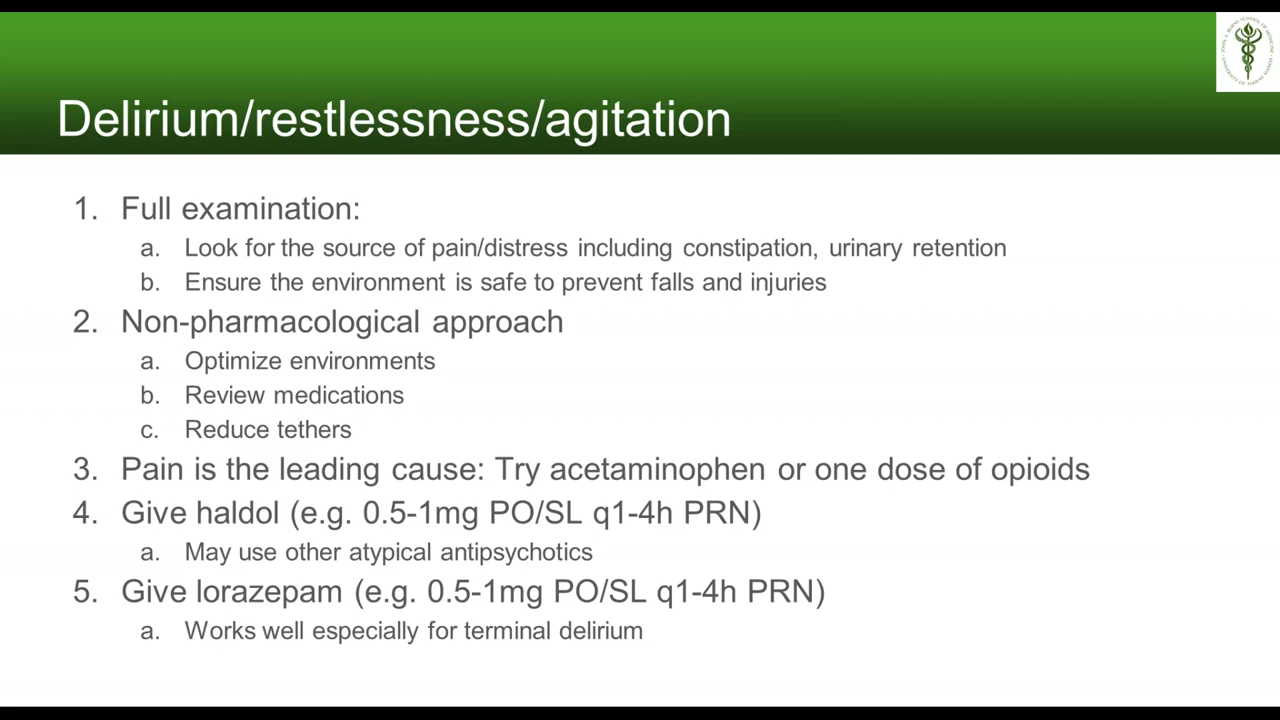 Delirium/restlessness/agitation
1. Full examination:
a. Look for the source of pain/distress including constipation, urinary retention
b. Ensure the environment is safe to prevent falls and injuries
2. Non-pharmacological approach
a. Optimize environments
b. Review medications
c. Reduce tethers
3. Pain is the leading cause: Try acetaminophen or one dose of opioids
4. Give haldol (e.g. 0.5-1mg PO/SL q1-4h PRN)
a. May use other atypical antipsychotics
5. Give lorazepam (e.g. 0.5-1mg PO/SL q1-4h PRN)
a. Works well especially for terminal delirium